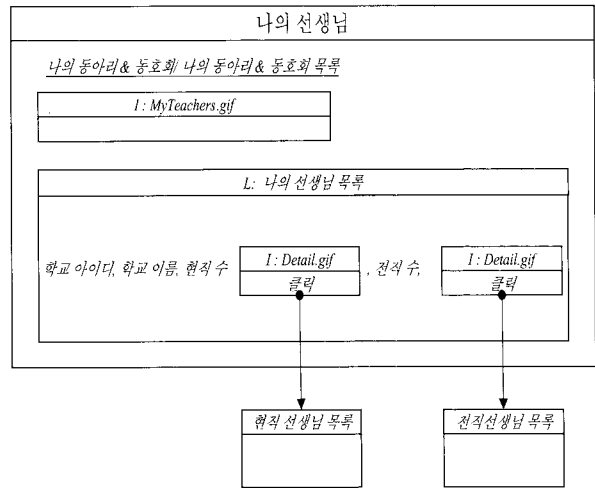 나의 선생님
나의 동아리 & 동호회/ 나의 동아리 & 동호회 목록
I : MyTeachers.gif
L: 나의 선생님 목록
학교 아이디, 학교 이름, 현직 수
I : Detail.gif
클릭
, 전직 수,
I : Detail.gif
클릭
현직 선생님 목록
전직선생님 목록